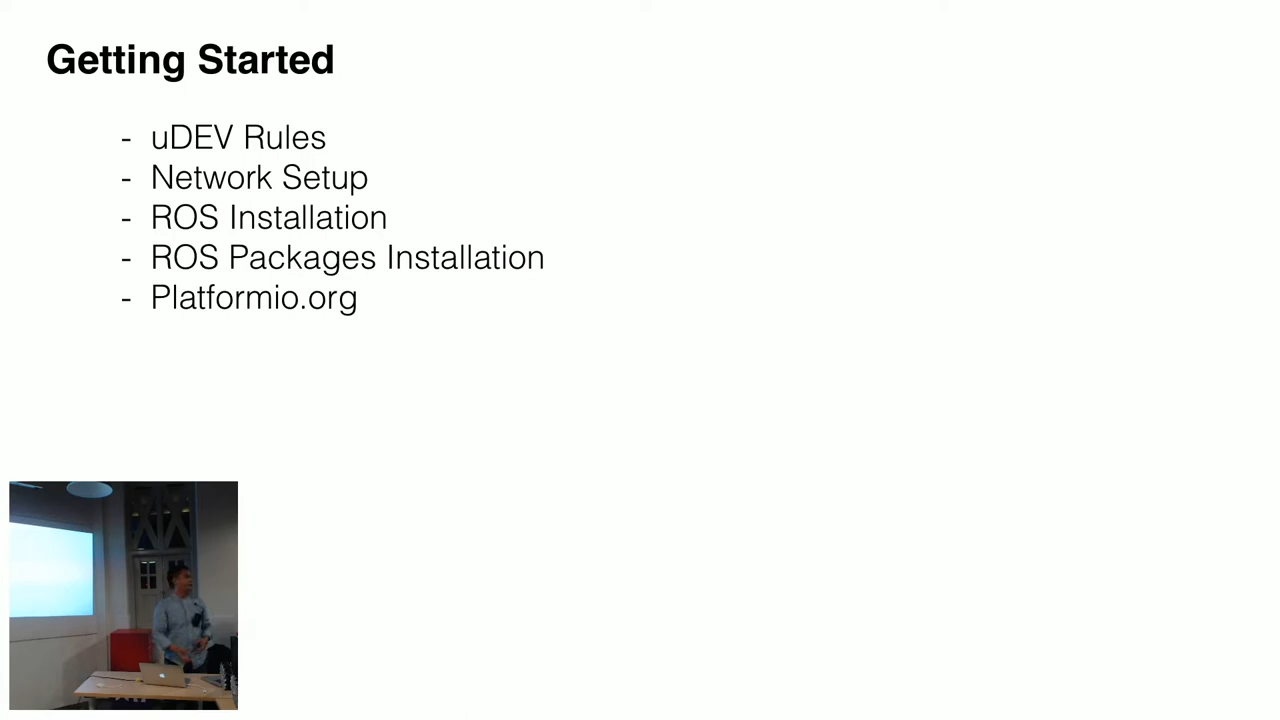 Getting Started
- uDEV Rules
- Network Setup
- ROS Installation
- ROS Packages Installation
- Platformio.org